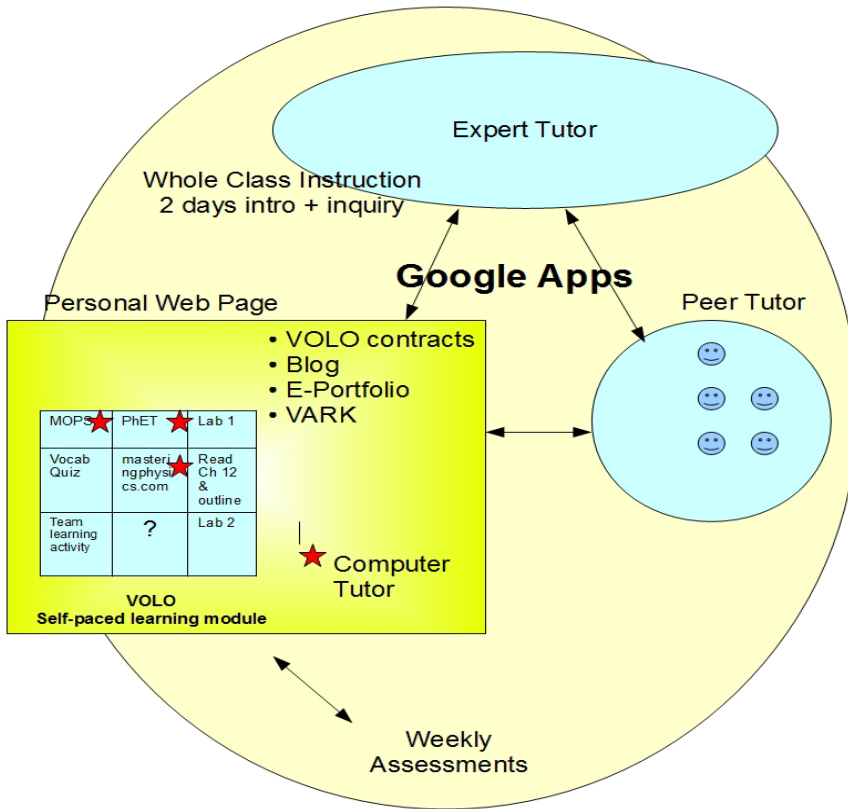 Expert Tutor
Whole Class Instruction
2 days intro + inquiry
Google Apps
Personal Web Page
Peer Tutor
• VOLO contracts
• Blog
• E-Portfolio
• VARK
MOPS
PhET
Lab 1
Vocab
Quiz
masteri
ngphysi
cs.com
Read
Ch 12
&
outline
Team
learning
activity
?
Lab 2
Computer
Tutor
VOLO
Self-paced learning module
Weekly
Assessments